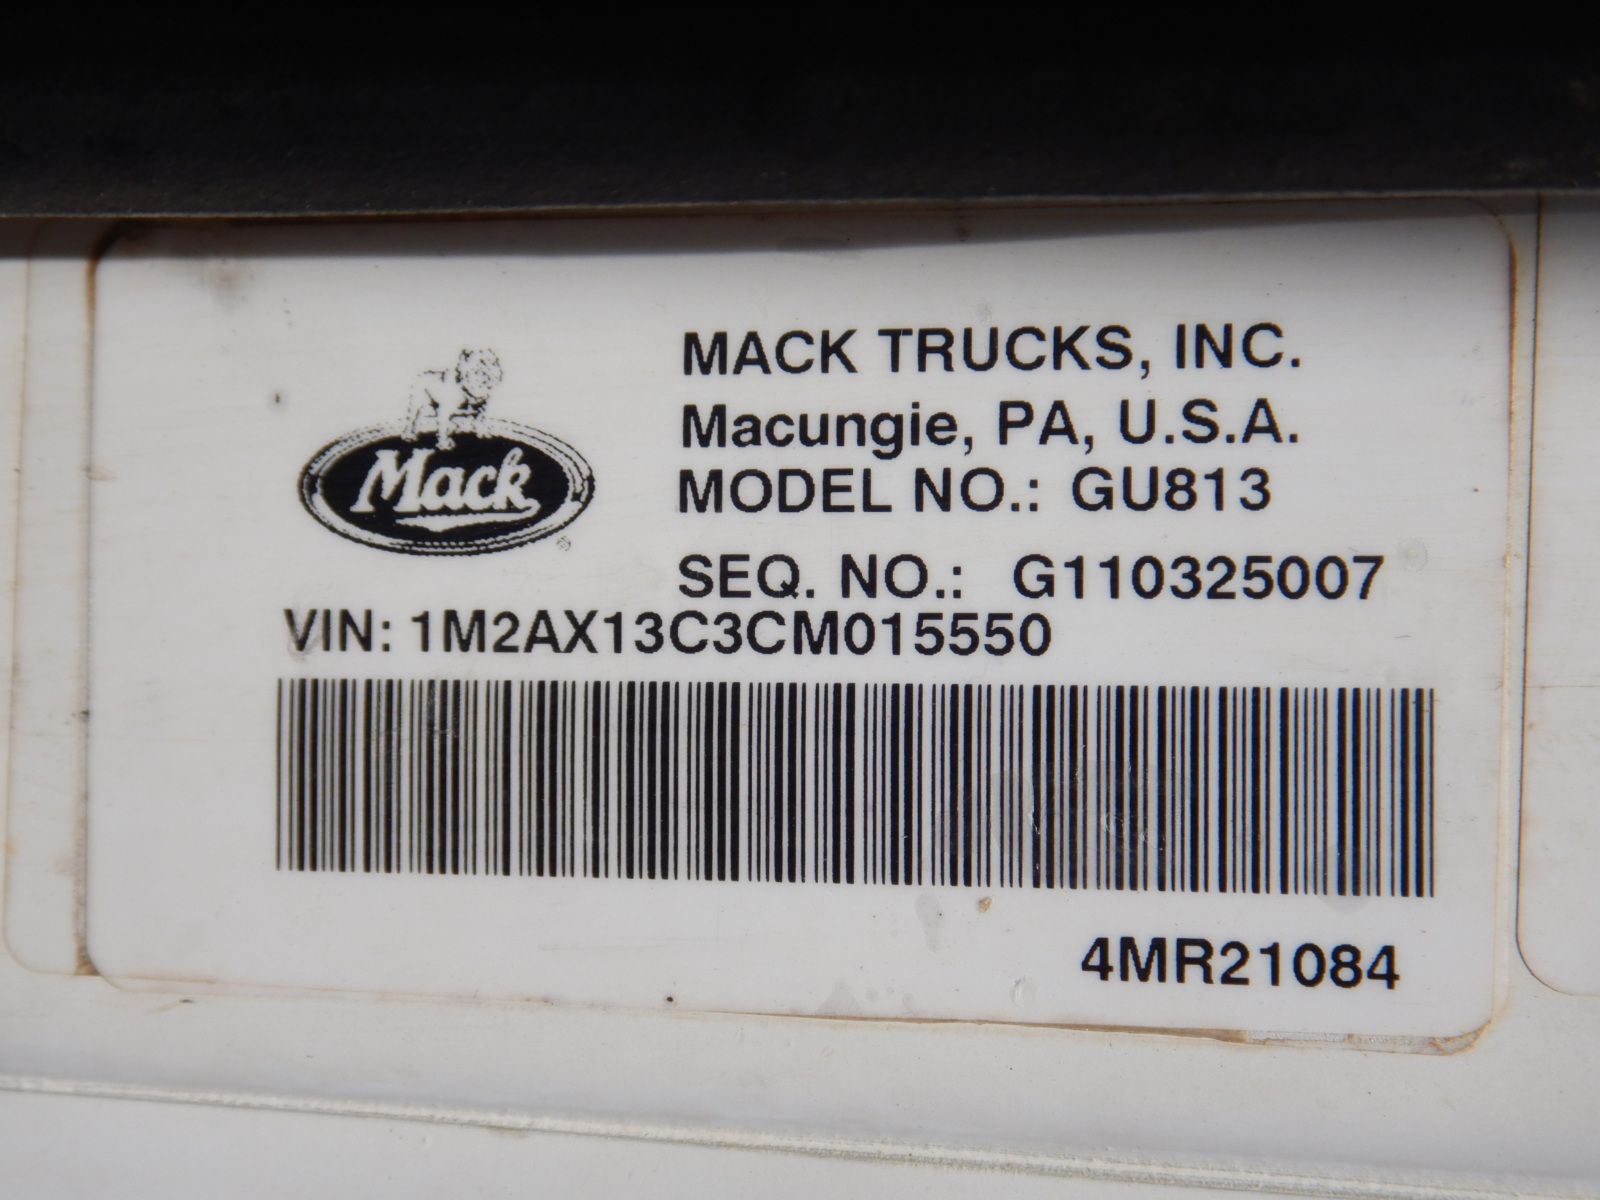 MACK TRUCKS, INC.
Macungie, PA, U.S.A.
Mack
MODEL NO.: GU813
SEQ. NO.: G110325007
VIN: 1M2AX13C3CM015550
4MR21084